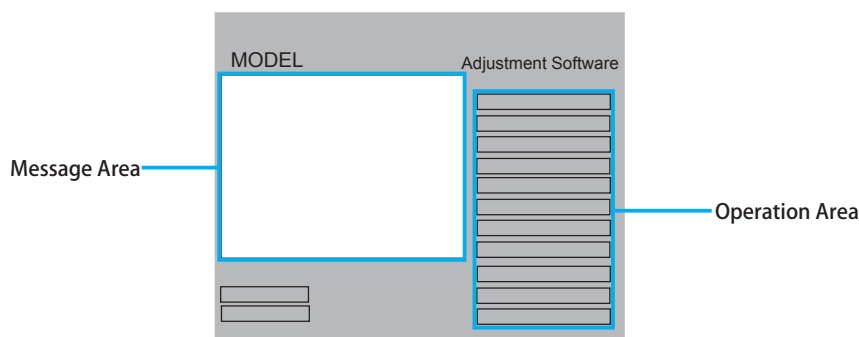 MODEL
Adjustment Software
Message Area
Operation Area